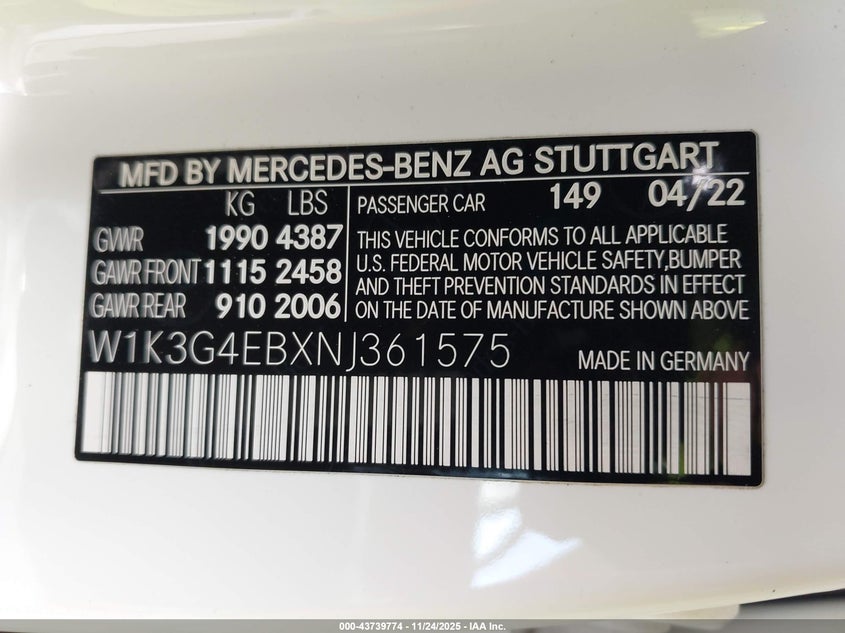 MFD BY MERCEDES-BENZ AG STUTTGART
KG LBS
GVWR 1990 4387
GAWR FRONT 1115 2458
GAWR REAR 910 2006
PASSENGER CAR 149 04/22
THIS VEHICLE CONFORMS TO ALL APPLICABLE
U.S. FEDERAL MOTOR VEHICLE SAFETY,BUMPER
AND THEFT PREVENTION STANDARDS IN EFFECT
ON THE DATE OF MANUFACTURE SHOWN ABOVE
W1K3G4EBXNJ361575
MADE IN GERMANY
000-43739774 - 11/24/2025 - IAA Inc.